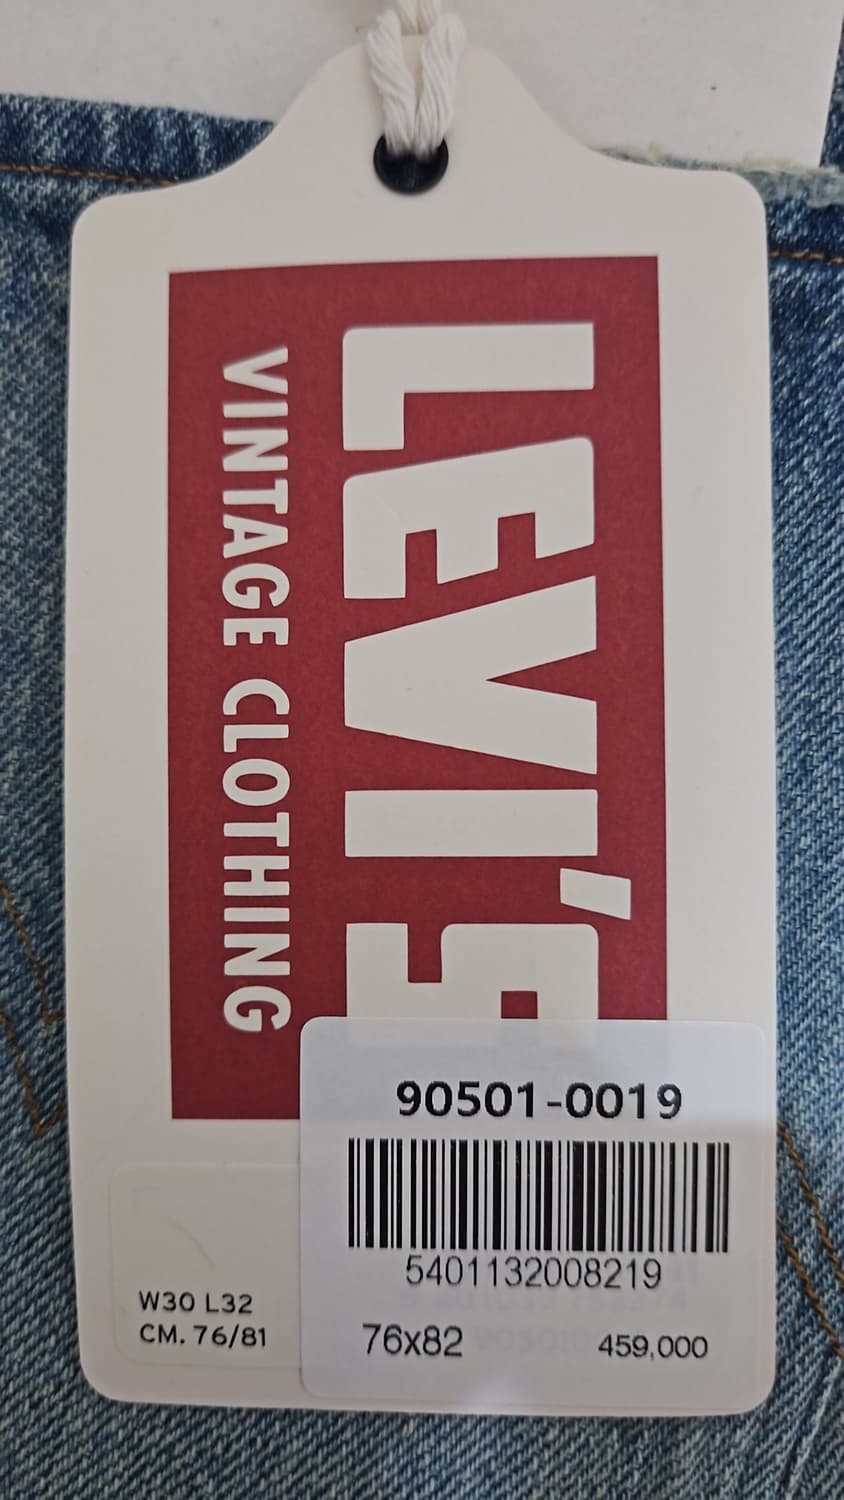 LEVI'S
VINTAGE CLOTHING
90501-0019
5401132008219
76x82 459,000
W30 L32
CM. 76/81